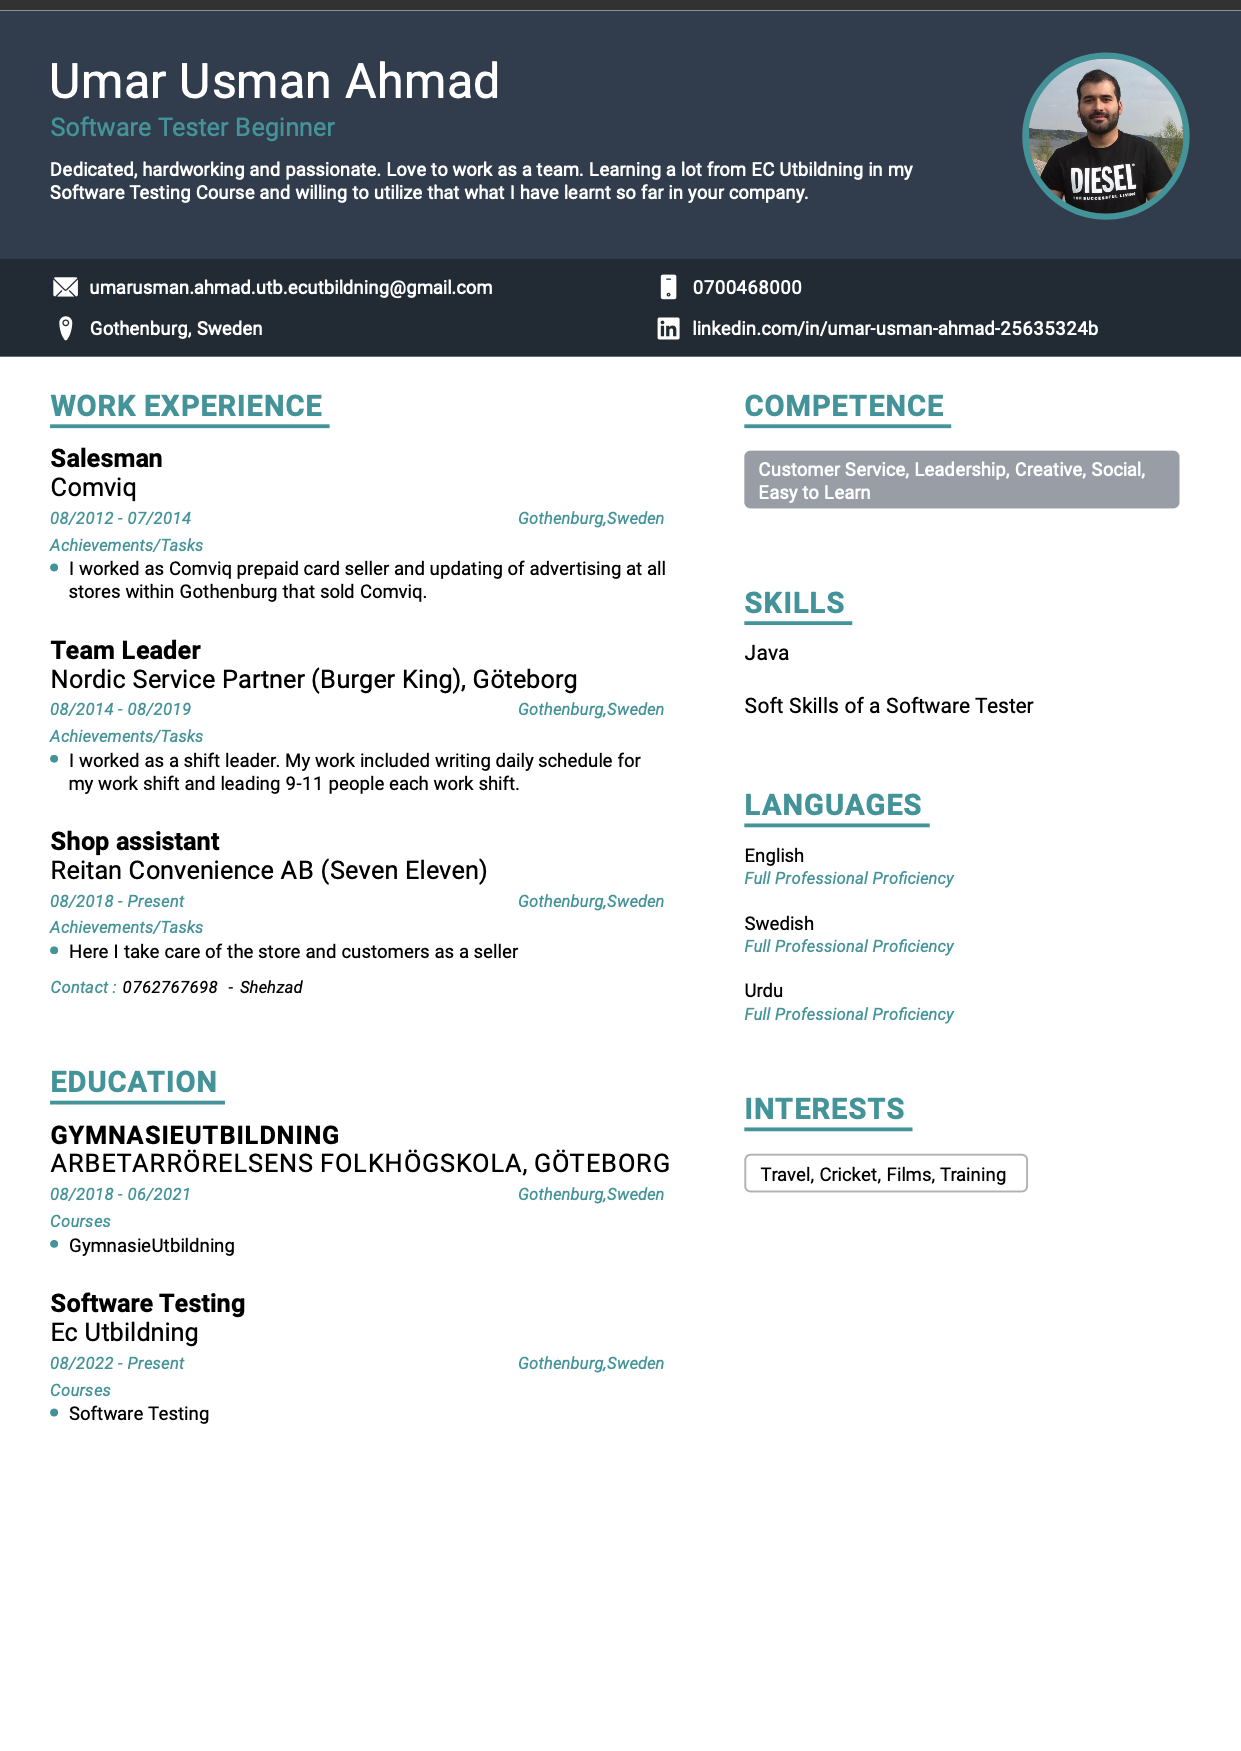 Umar Usman Ahmad
Software Tester Beginner
Dedicated, hardworking and passionate. Love to work as a team. Learning a lot from EC Utbildning in my
Software Testing Course and willing to utilize that what I have learnt so far in your company.
DIESEL
FOR SUCCESSFUL LIVING
umarusman.ahmad.utb.ecutbildning@gmail.com
0700468000
Gothenburg, Sweden
linkedin.com/in/umar-usman-ahmad-25635324b
WORK EXPERIENCE
Salesman
Comviq
08/2012 - 07/2014 Gothenburg,Sweden
Achievements/Tasks
I worked as Comviq prepaid card seller and updating of advertising at all
stores within Gothenburg that sold Comviq.
Team Leader
Nordic Service Partner (Burger King), Göteborg
08/2014 - 08/2019 Gothenburg,Sweden
Achievements/Tasks
I worked as a shift leader. My work included writing daily schedule for
my work shift and leading 9-11 people each work shift.
Shop assistant
Reitan Convenience AB (Seven Eleven)
08/2018 - Present Gothenburg,Sweden
Achievements/Tasks
Here I take care of the store and customers as a seller
Contact : 0762767698 - Shehzad
EDUCATION
GYMNASIEUTBILDNING
ARBETARRÖRELSENS FOLKHÖGSKOLA, GÖTEBORG
08/2018 - 06/2021 Gothenburg,Sweden
Courses
GymnasieUtbildning
Software Testing
Ec Utbildning
08/2022 - Present Gothenburg,Sweden
Courses
Software Testing
COMPETENCE
Customer Service, Leadership, Creative, Social,
Easy to Learn
SKILLS
Java
Soft Skills of a Software Tester
LANGUAGES
English
Full Professional Proficiency
Swedish
Full Professional Proficiency
Urdu
Full Professional Proficiency
INTERESTS
Travel, Cricket, Films, Training